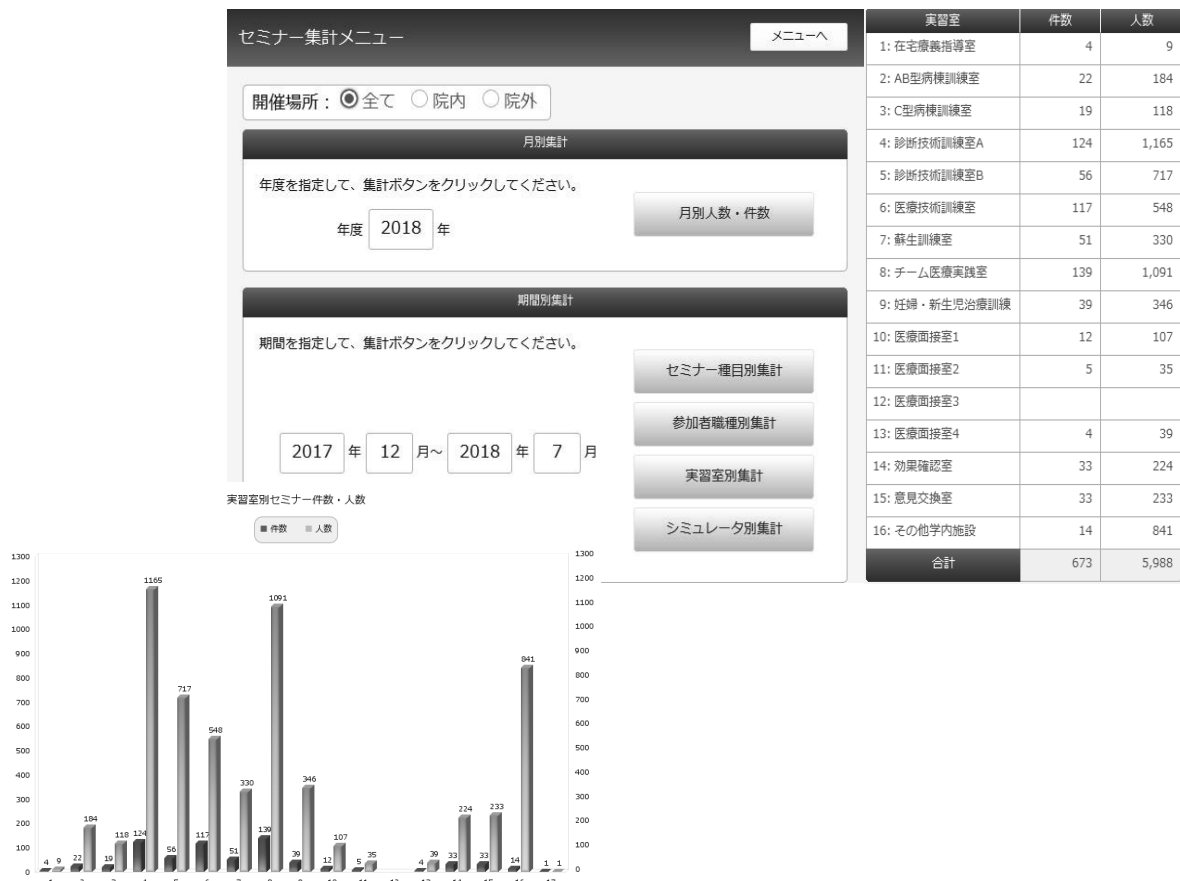 セミナー集計メニュー
メニューへ
開催場所： 全て 院内 院外
月別集計
年度を指定して、集計ボタンをクリックしてください。
年度 2018 年
月別人数・件数
期間別集計
期間を指定して、集計ボタンをクリックしてください。
2017 年 12 月～ 2018 年 7 月
セミナー種目別集計
参加者職種別集計
実習室別集計
シミュレータ別集計
実習室 件数 人数
1: 在宅療養指導室 4 9
2: AB型病棟訓練室 22 184
3: C型病棟訓練室 19 118
4: 診断技術訓練室A 124 1,165
5: 診断技術訓練室B 56 717
6: 医療技術訓練室 117 548
7: 蘇生訓練室 51 330
8: チーム医療実践室 139 1,091
9: 妊婦・新生児治療訓練 39 346
10: 医療面接室1 12 107
11: 医療面接室2 5 35
12: 医療面接室3
13: 医療面接室4 4 39
14: 効果確認室 33 224
15: 意見交換室 33 233
16: その他学内施設 14 841
合計 673 5,988
実習室別セミナー件数・人数
件数 人数
1300 1300
1200 1165 1200
1100 1091 1100
1000 1000
900 841 900
800 800
700 717 700
600 548 600
500 500
400 330 346 400
300 224 233 300
200 184 118 124 117 139 107 200
100 56 51 100
4 9 22 19 39 12 5 35 4 39 33 33 14 1 1
0 0